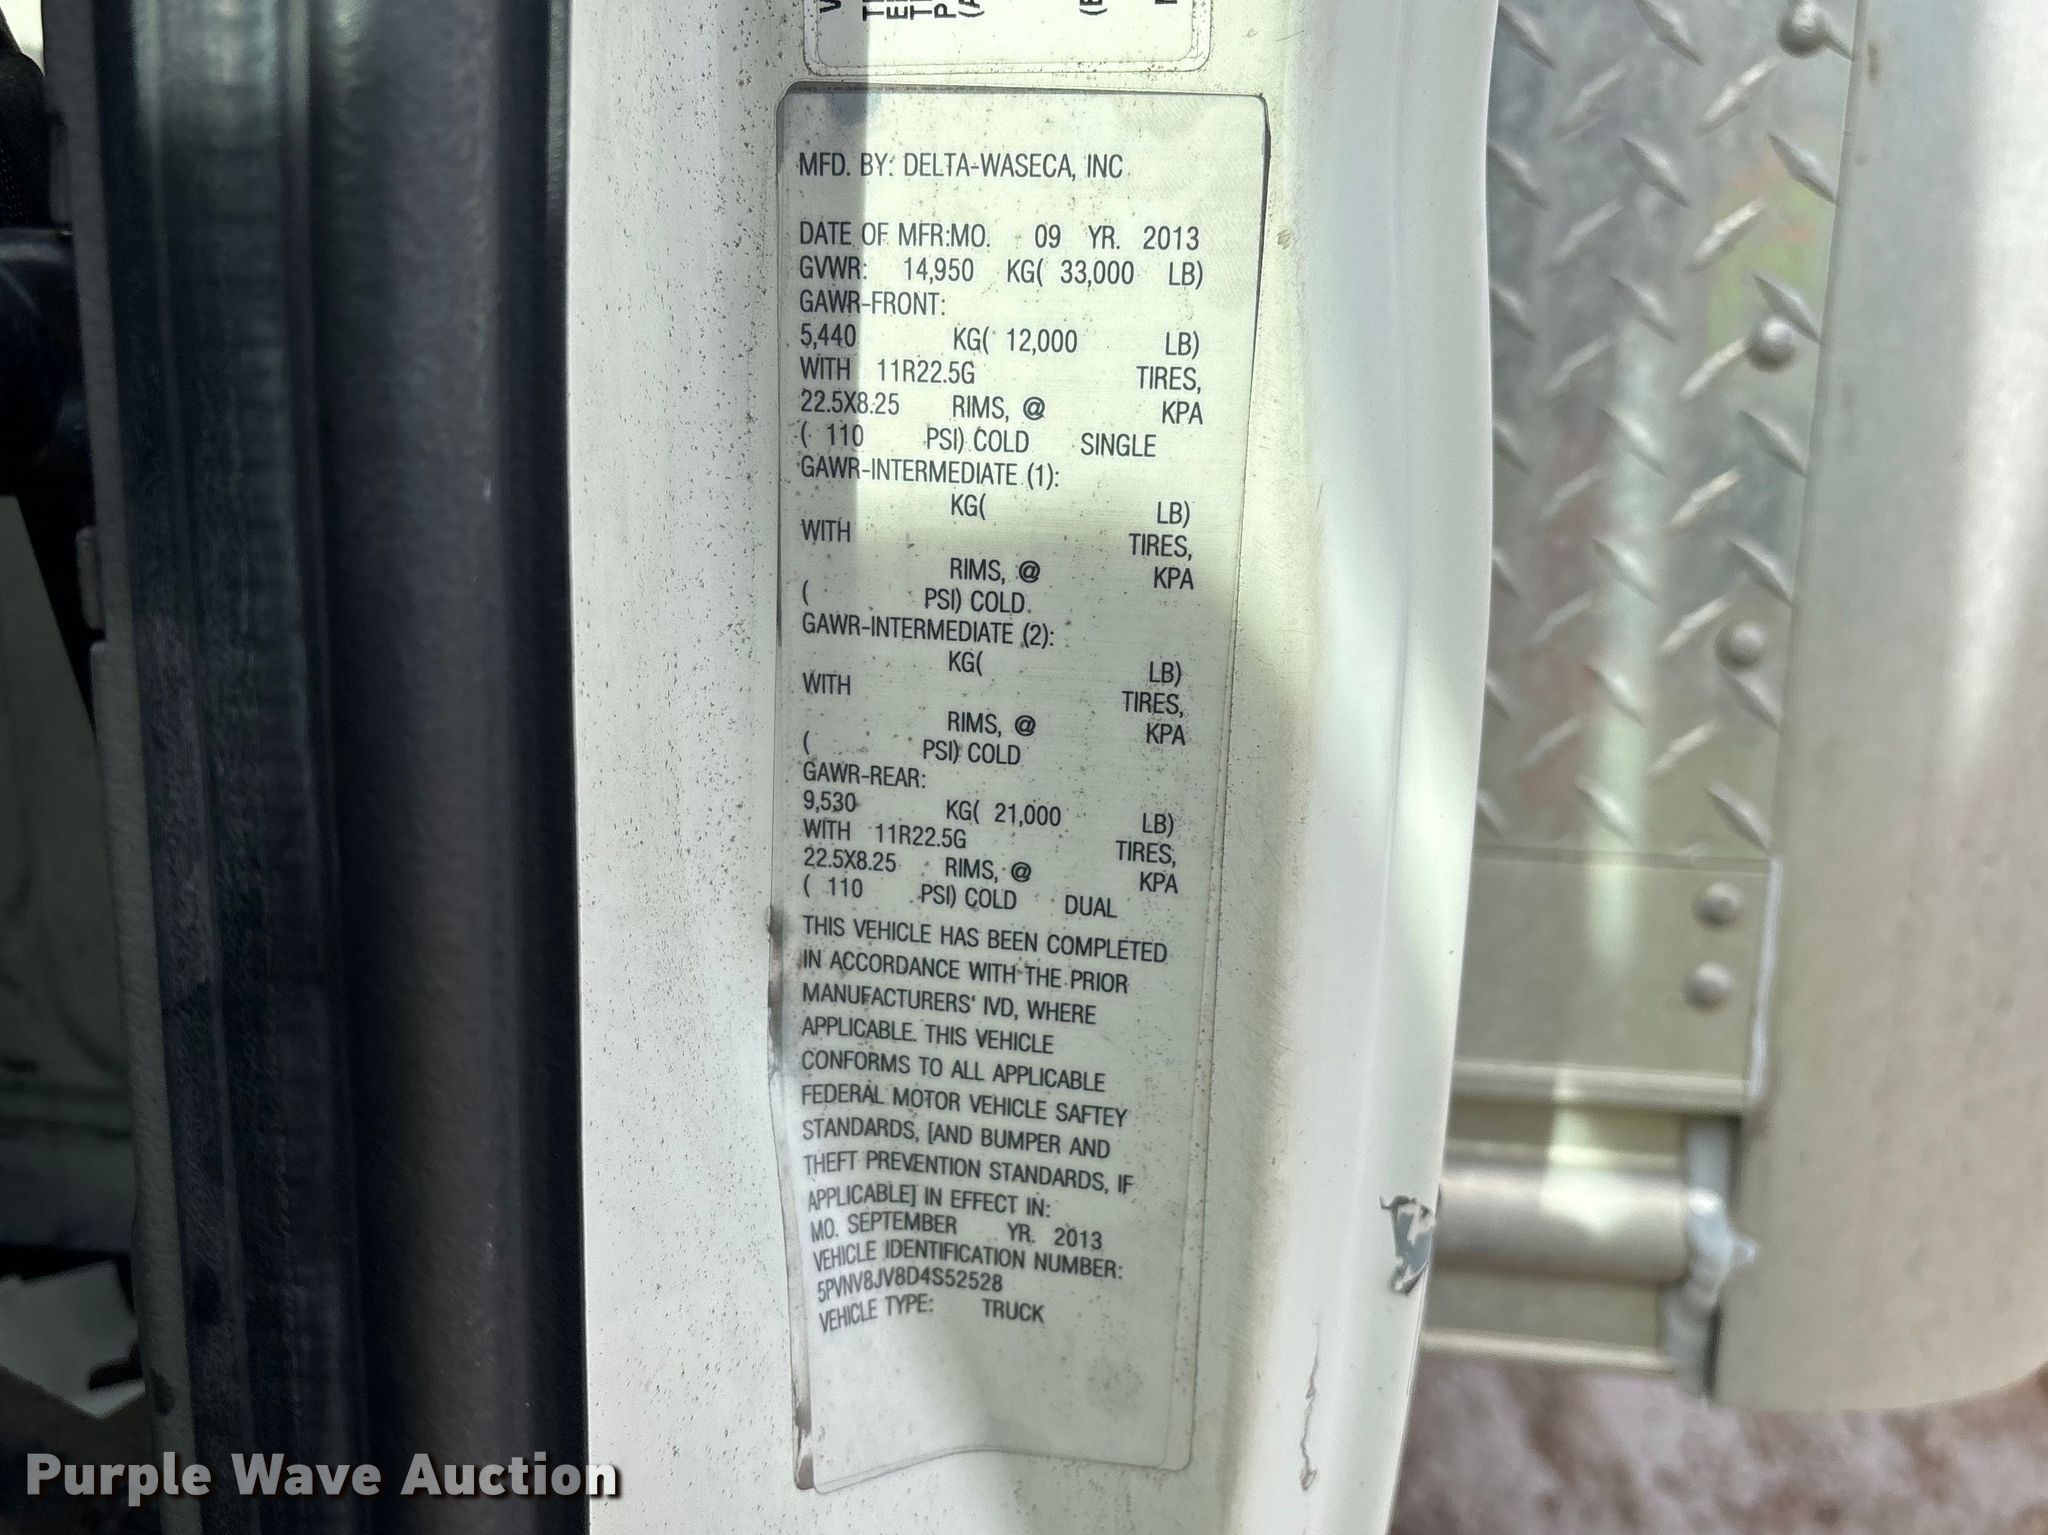 MFD. BY: DELTA-WASECA, INC
DATE OF MFR:MO. 09 YR. 2013
GVWR: 14,950 KG( 33,000 LB)
GAWR-FRONT:
5,440 KG( 12,000 LB)
WITH 11R22.5G TIRES,
22.5X8.25 RIMS, @ KPA
( 110 PSI) COLD SINGLE
GAWR-INTERMEDIATE (1):
KG( LB)
WITH TIRES,
RIMS, @ KPA
( PSI) COLD
GAWR-INTERMEDIATE (2):
KG( LB)
WITH TIRES,
RIMS, @ KPA
( PSI) COLD
GAWR-REAR:
9,530 KG( 21,000 LB)
WITH 11R22.5G TIRES,
22.5X8.25 RIMS, @ KPA
( 110 PSI) COLD DUAL
THIS VEHICLE HAS BEEN COMPLETED
IN ACCORDANCE WITH THE PRIOR
MANUFACTURERS' IVD, WHERE
APPLICABLE. THIS VEHICLE
CONFORMS TO ALL APPLICABLE
FEDERAL MOTOR VEHICLE SAFTEY
STANDARDS, [AND BUMPER AND
THEFT PREVENTION STANDARDS, IF
APPLICABLE] IN EFFECT IN:
MO. SEPTEMBER YR. 2013
VEHICLE IDENTIFICATION NUMBER:
5PVNV8JV8D4S52528
VEHICLE TYPE: TRUCK
Purple Wave Auction